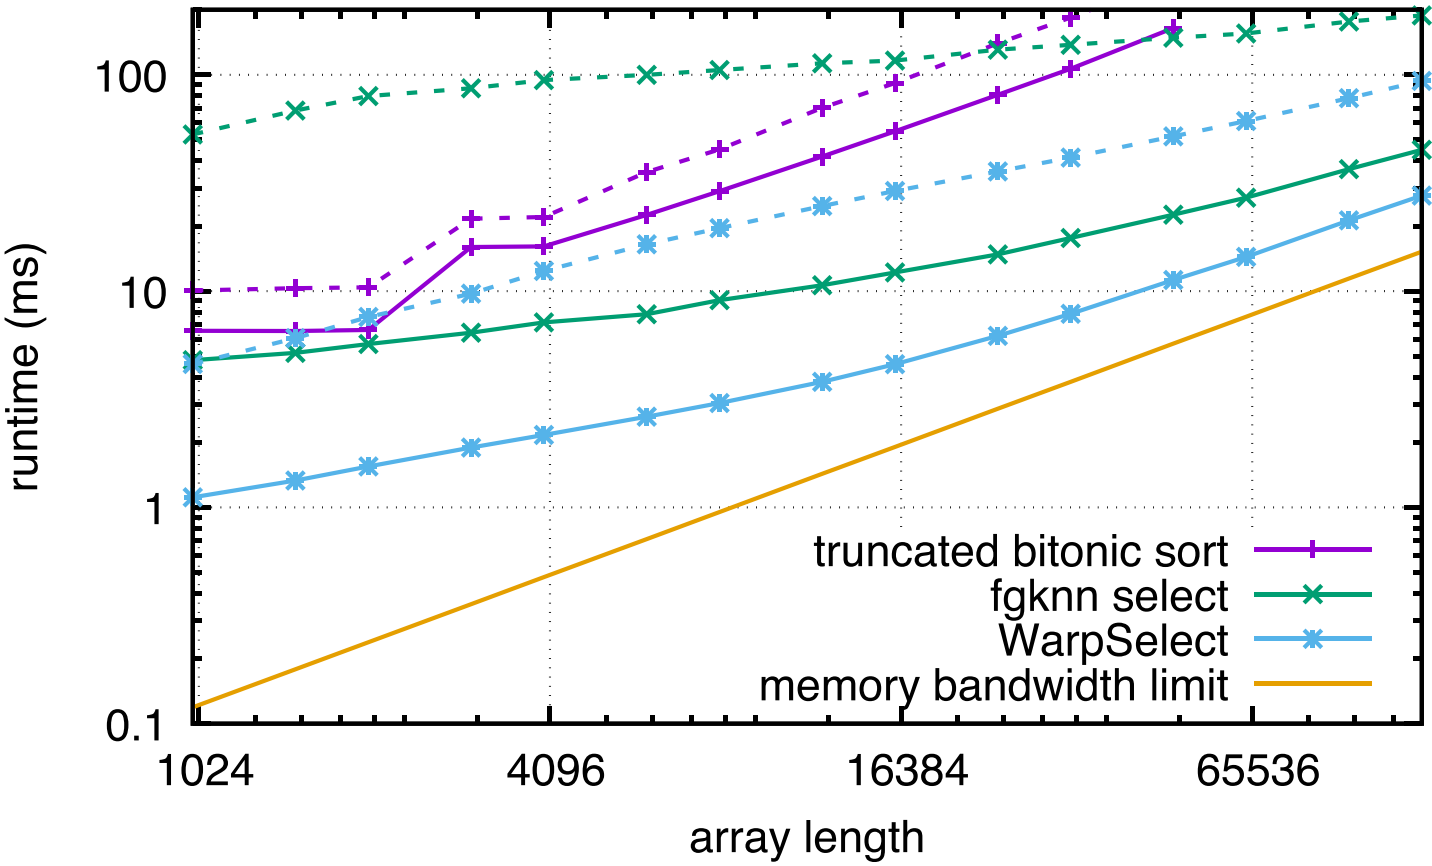 100
10
1
0.1
runtime (ms)
truncated bitonic sort
fgknn select
WarpSelect
memory bandwidth limit
1024 4096 16384 65536
array length